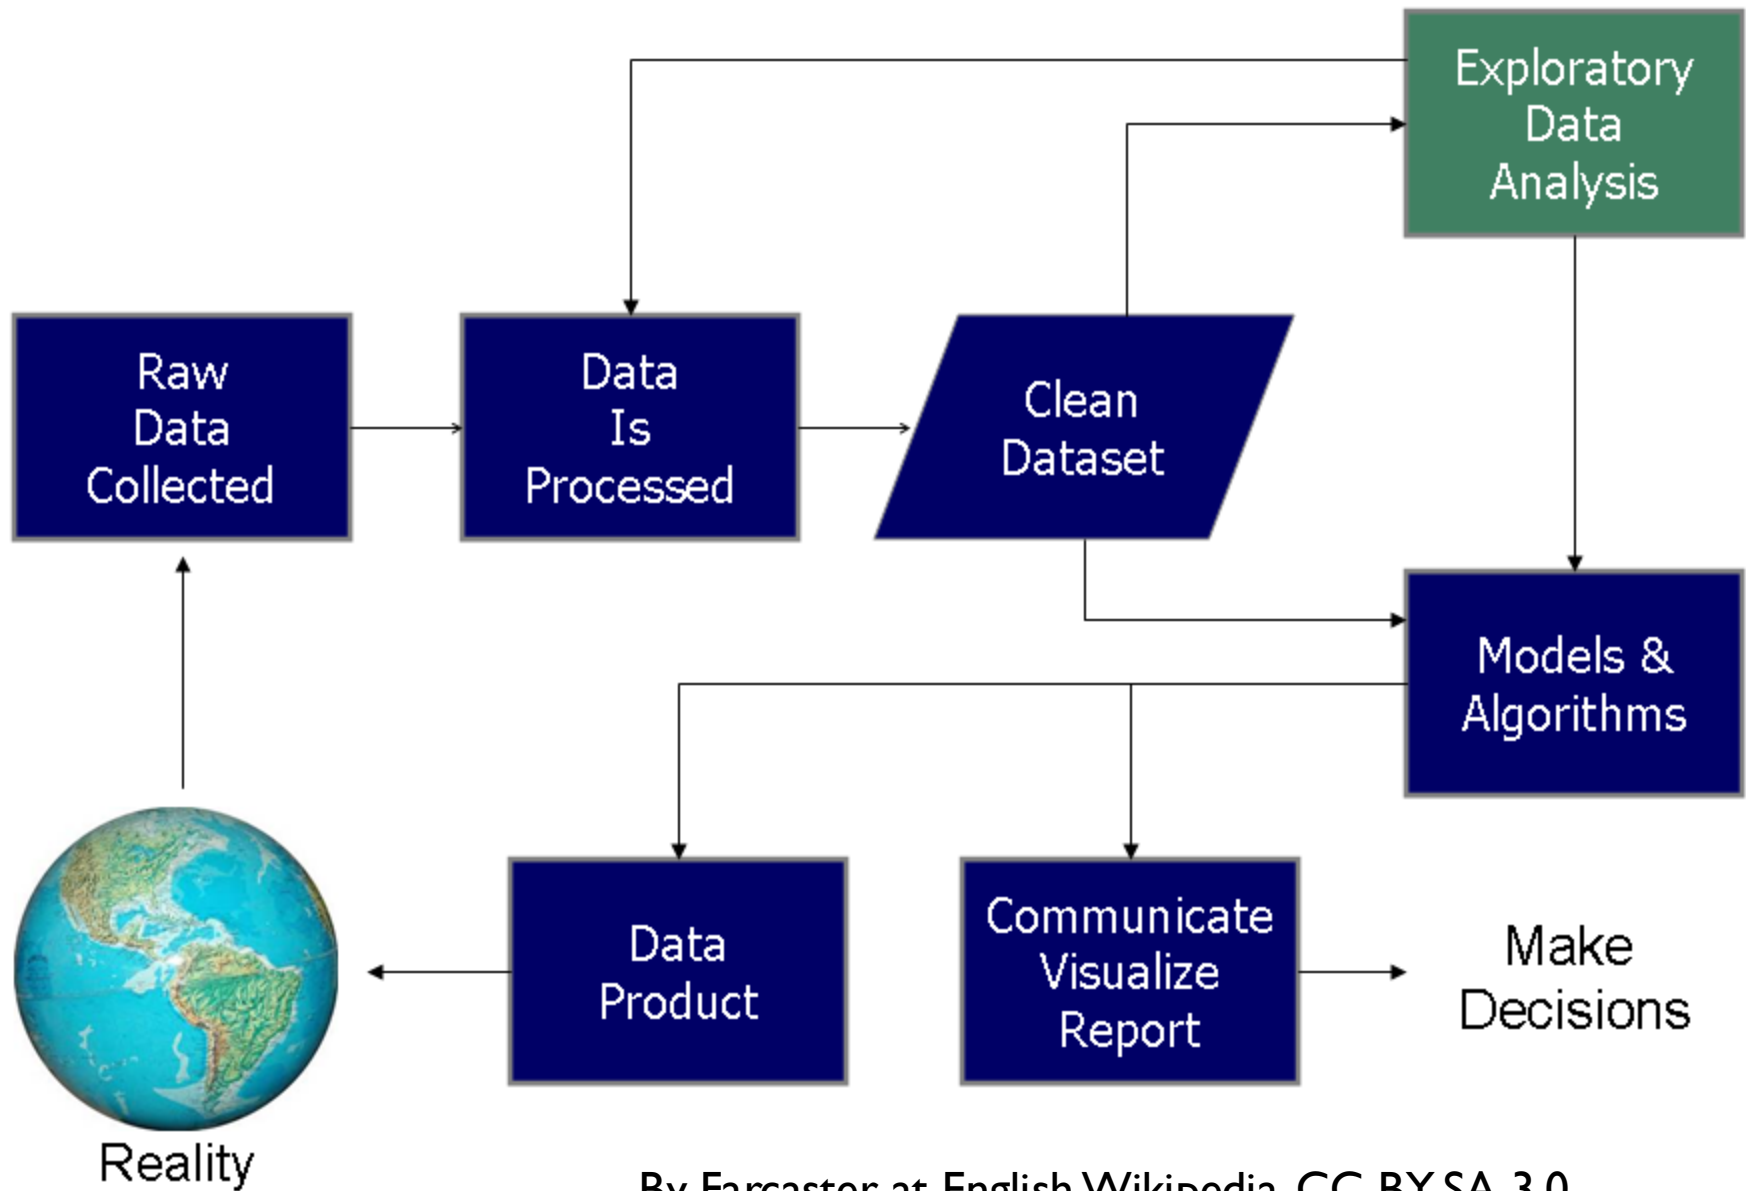 Exploratory
Data
Analysis
Raw
Data
Collected
Data
Is
Processed
Clean
Dataset
Models &
Algorithms
Data
Product
Communicate
Visualize
Report
Make
Decisions
Reality
By Farcaster at English Wikipedia, CC BY-SA 3.0,